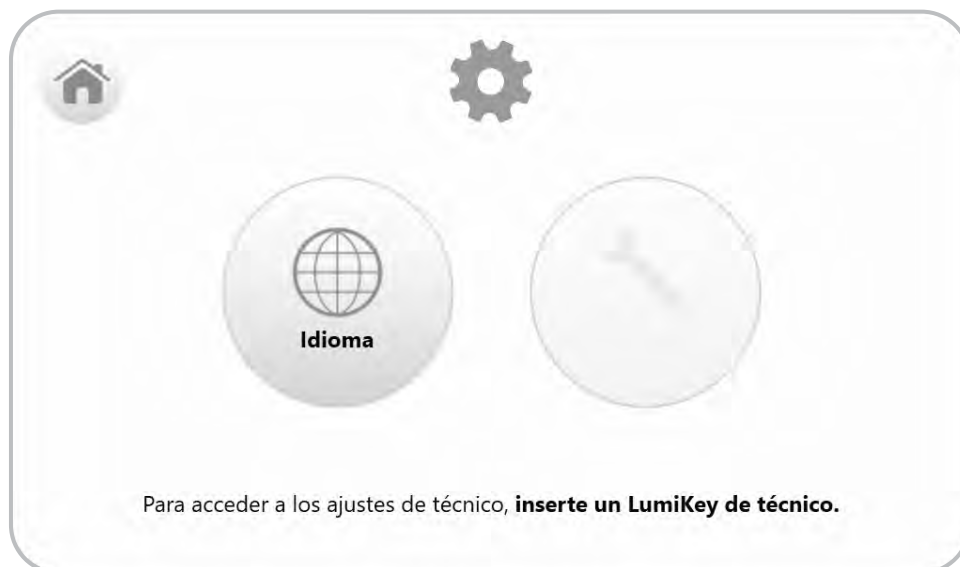 Idioma
Para acceder a los ajustes de técnico, inserte un LumiKey de técnico.